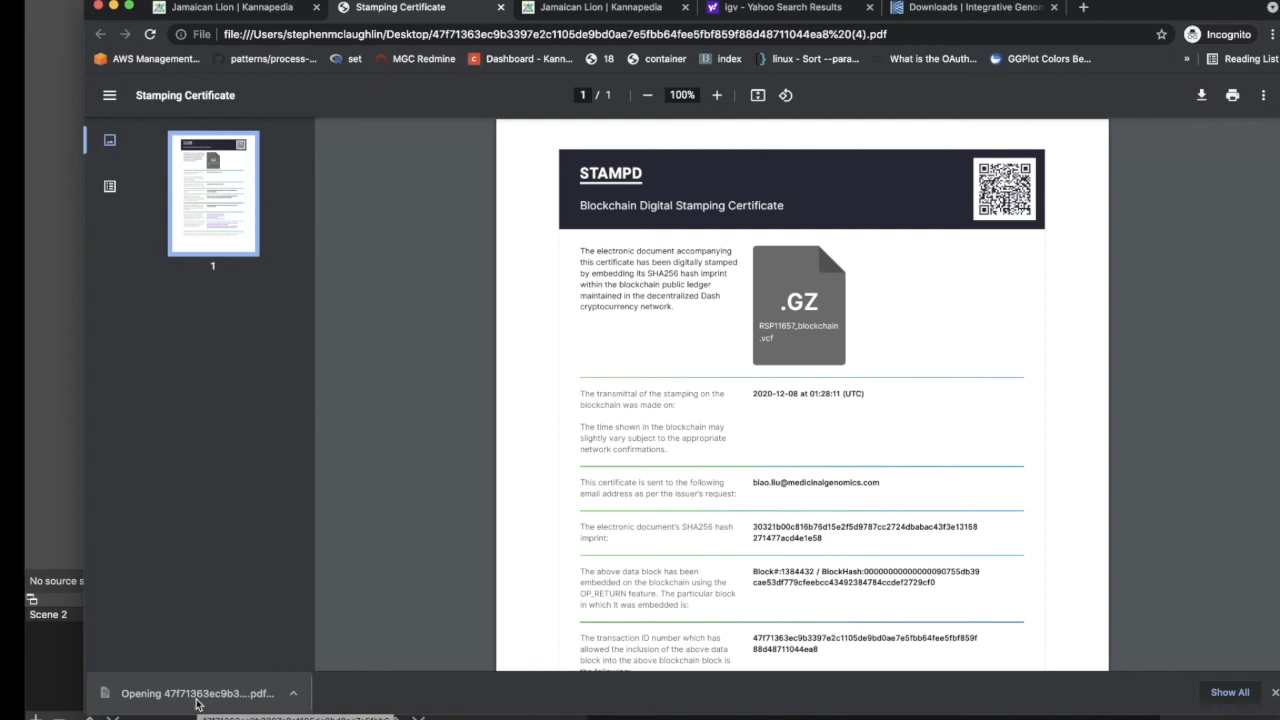 Jamaican Lion | Kannapedia
Stamping Certificate
Jamaican Lion | Kannapedia
igv - Yahoo Search Results
Downloads | Integrative Genom
File
file:///Users/stephenmclaughlin/Desktop/47f71363ec9b3397e2c1105de9bd0ae7e5fbb64fee5fbf859f88d48711044ea8%20(4).pdf
Incognito
AWS Management...
patterns/process-...
set
MGC Redmine
Dashboard - Kann...
18
container
index
linux - Sort --para...
What is the OAuth...
GGPlot Colors Be...
»
Reading List
Stamping Certificate
1 / 1
100%
1
STAMPD
Blockchain Digital Stamping Certificate
The electronic document accompanying
this certificate has been digitally stamped
by embedding its SHA256 hash imprint
within the blockchain public ledger
maintained in the decentralized Dash
cryptocurrency network.
.GZ
RSP11657_blockchain
.vcf
The transmittal of the stamping on the
blockchain was made on:
2020-12-08 at 01:28:11 (UTC)
The time shown in the blockchain may
slightly vary subject to the appropriate
network confirmations.
This certificate is sent to the following
email address as per the issuer's request:
biao.liu@medicinalgenomics.com
The electronic document's SHA256 hash
imprint:
30321b00c816b76d15e2f5d9787cc2724dbabac43f3e13168
271477acd4e1e58
The above data block has been
embedded on the blockchain using the
OP_RETURN feature. The particular block
in which it was embedded is:
Block#:1384432 / BlockHash:00000000000000090755db39
cae53df779cfeebcc43492384784ccdef2729cf0
The transaction ID number which has
allowed the inclusion of the above data
block into the above blockchain block is
the following:
47f71363ec9b3397e2c1105de9bd0ae7e5fbb64fee5fbf859f
88d48711044ea8
No source s
Scene 2
Opening 47f71363ec9b3....pdf...
Show All